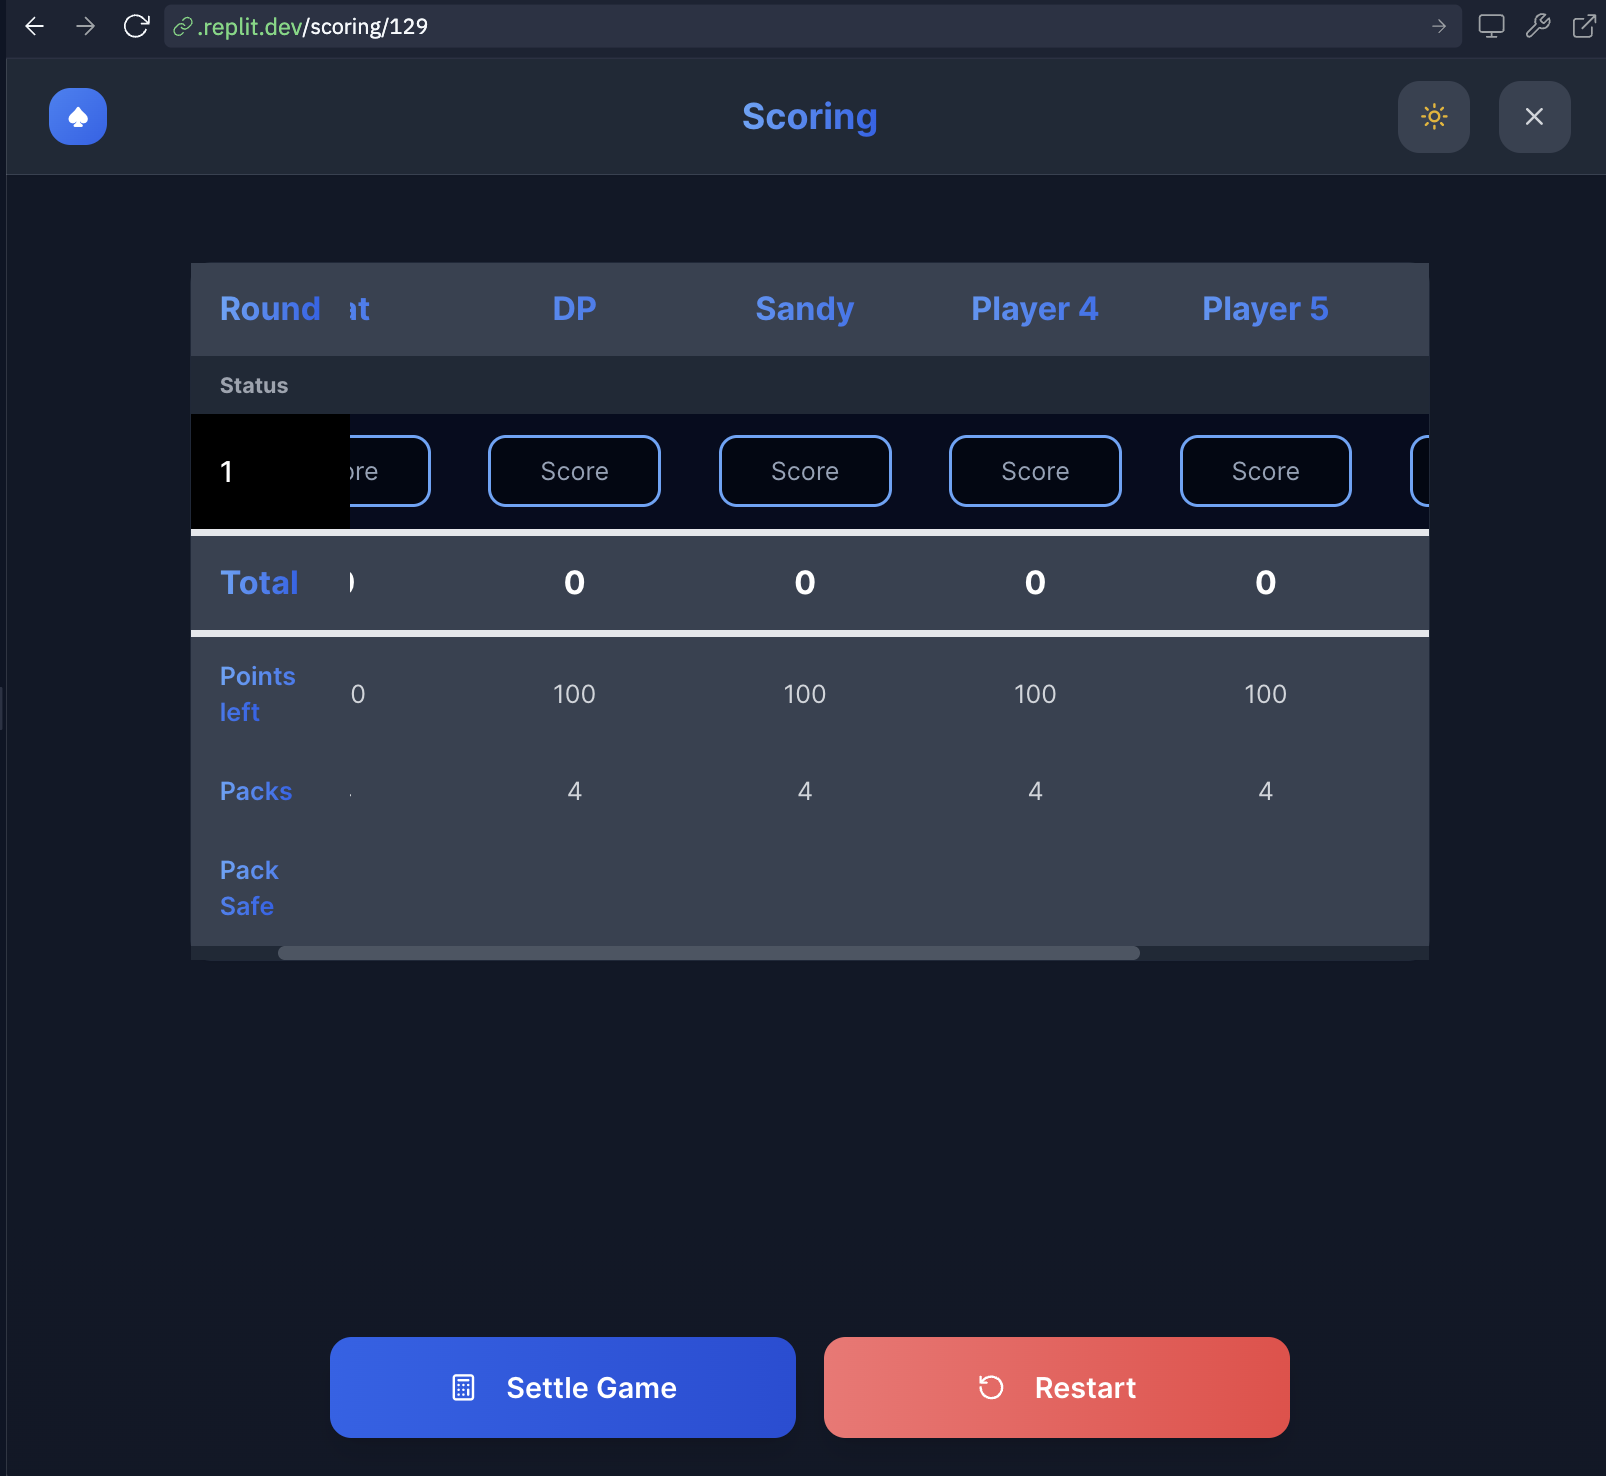 .replit.dev/scoring/129
Scoring
Round at DP Sandy Player 4 Player 5
Status
1 ore Score Score Score Score
Total 0 0 0 0
Points left 0 100 100 100 100
Packs 4 4 4 4
Pack Safe
Settle Game Restart